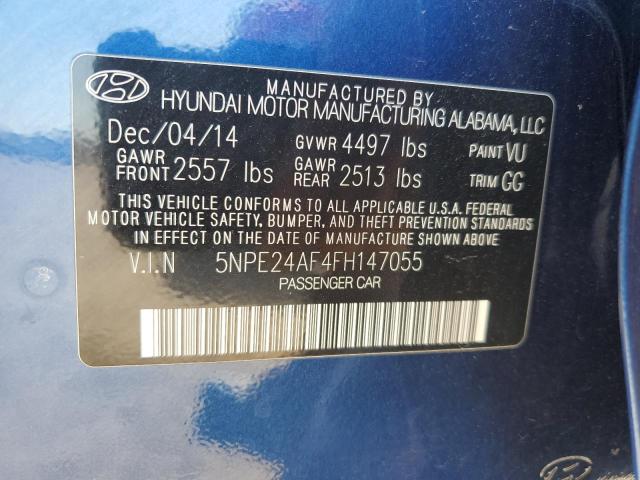 MANUFACTURED BY
HYUNDAI MOTOR MANUFACTURING ALABAMA, LLC
Dec/04/14 GVWR 4497 lbs PAINT VU
GAWR FRONT 2557 lbs GAWR REAR 2513 lbs TRIM GG
THIS VEHICLE CONFORMS TO ALL APPLICABLE U.S.A. FEDERAL
MOTOR VEHICLE SAFETY, BUMPER, AND THEFT PREVENTION STANDARDS
IN EFFECT ON THE DATE OF MANUFACTURE SHOWN ABOVE.
V.I.N 5NPE24AF4FH147055
PASSENGER CAR